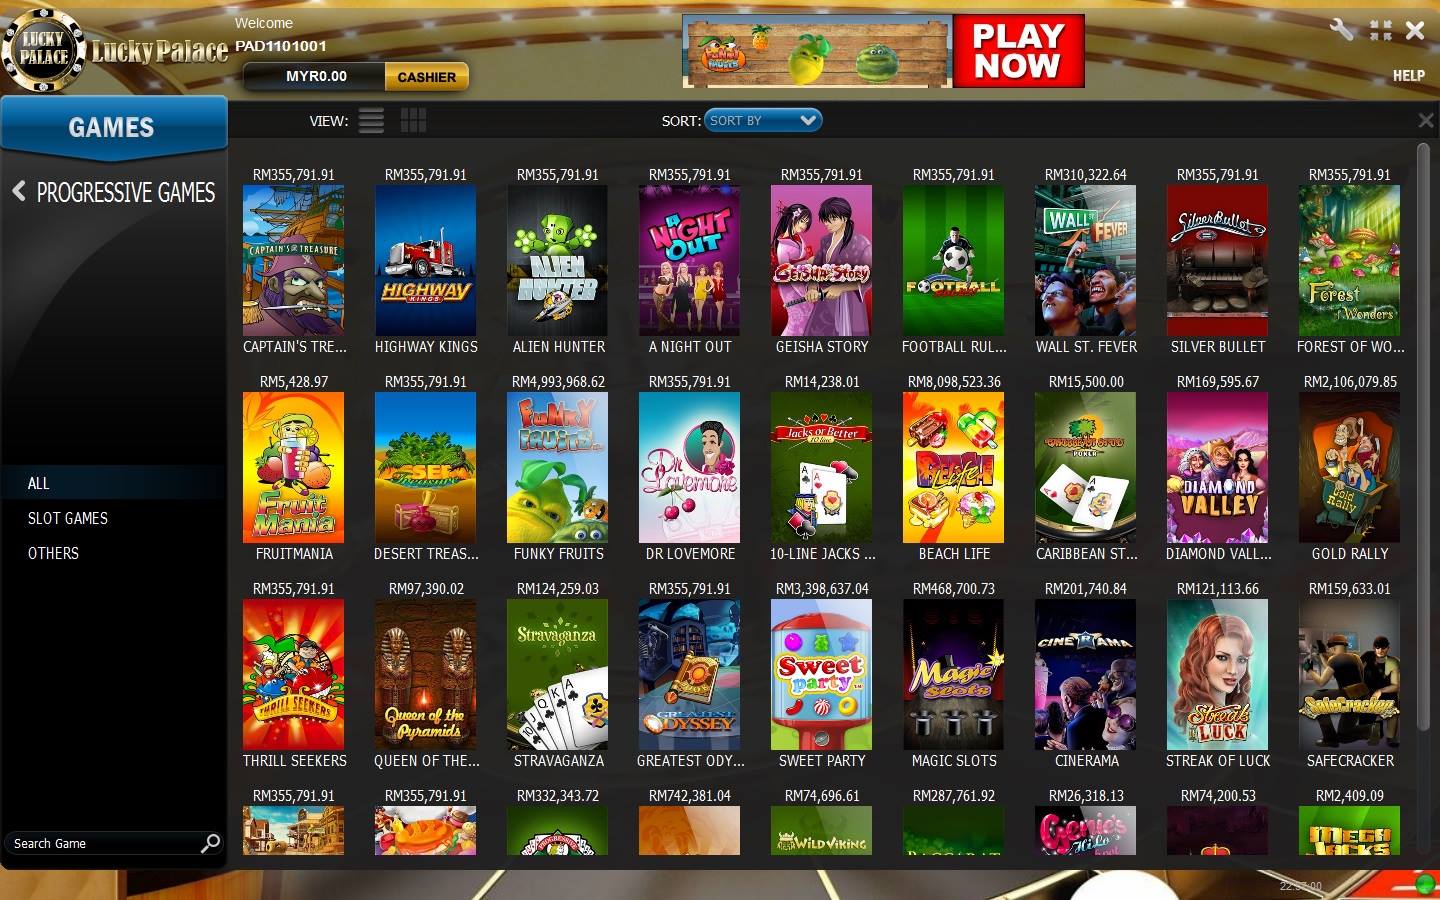 LUCKY PALACE
Lucky Palace
Welcome
PAD1101001
MYR0.00
CASHIER
FUNKY FRUITS
PLAY NOW
HELP
GAMES
VIEW:
SORT:
SORT BY
PROGRESSIVE GAMES
ALL
SLOT GAMES
OTHERS
Search Game
RM355,791.91 RM355,791.91 RM355,791.91 RM355,791.91 RM355,791.91 RM355,791.91 RM310,322.64 RM355,791.91 RM355,791.91
CAPTAIN'S TREASURE
HIGHWAY KINGS
ALIEN HUNTER
A NIGHT OUT
GEISHA STORY
FOOTBALL
WALL ST FEVER
Silver Bullet
Forest of Wonders
CAPTAIN'S TRE... HIGHWAY KINGS ALIEN HUNTER A NIGHT OUT GEISHA STORY FOOTBALL RUL... WALL ST. FEVER SILVER BULLET FOREST OF WO...
RM5,428.97 RM355,791.91 RM4,993,968.62 RM355,791.91 RM14,238.01 RM8,098,523.36 RM15,500.00 RM169,595.67 RM2,106,079.85
Fruit Mania
DESERT Treasure
FUNKY FRUITS
Dr Lovemore
Jacks or Better
10 line
BEACH Life
POKER
DIAMOND VALLEY
Gold Rally
FRUITMANIA DESERT TREAS... FUNKY FRUITS DR LOVEMORE 10-LINE JACKS ... BEACH LIFE CARIBBEAN ST... DIAMOND VALL... GOLD RALLY
RM355,791.91 RM97,390.02 RM124,259.03 RM355,791.91 RM3,398,637.04 RM468,700.73 RM201,740.84 RM121,113.66 RM159,633.01
THRILL SEEKERS
Queen of the Pyramids
Stravaganza
GREATEST ODYSSEY
Sweet party
Magic Slots
CINERAMA
Streak of LUCK
Safecracker
THRILL SEEKERS QUEEN OF THE... STRAVAGANZA GREATEST ODY... SWEET PARTY MAGIC SLOTS CINERAMA STREAK OF LUCK SAFECRACKER
RM355,791.91 RM355,791.91 RM332,343.72 RM742,381.04 RM74,696.61 RM287,761.92 RM26,318.13 RM74,200.53 RM2,409.09
WILD VIKING
BACCARAT
Genie's Hilo
MEGA JACKS